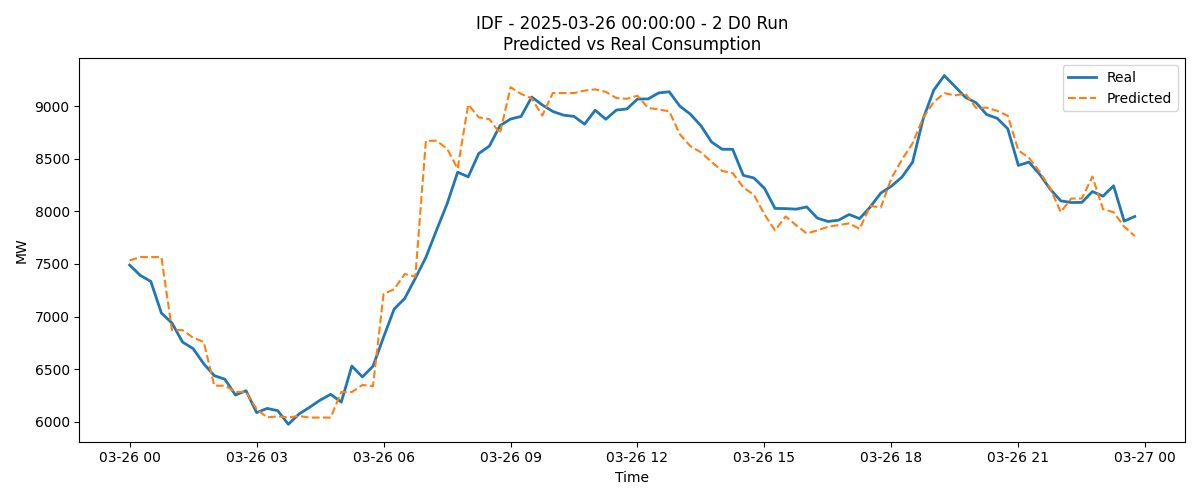 IDF - 2025-03-26 00:00:00 - 2 D0 Run
Predicted vs Real Consumption
Real
Predicted
MW
9000
8500
8000
7500
7000
6500
6000
03-26 00
03-26 03
03-26 06
03-26 09
03-26 12
03-26 15
03-26 18
03-26 21
03-27 00
Time